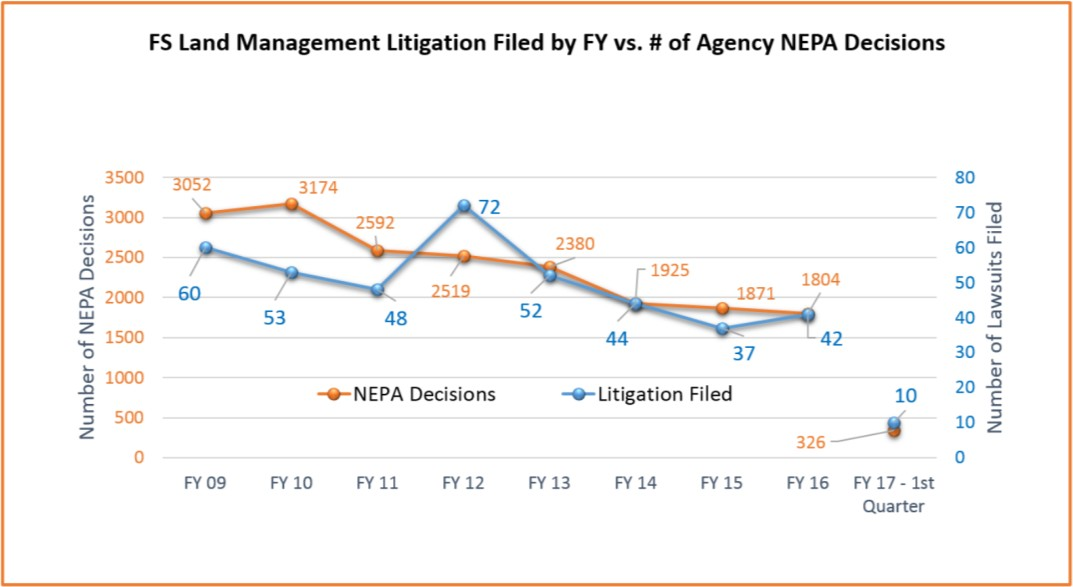 FS Land Management Litigation Filed by FY vs. # of Agency NEPA Decisions
Number of NEPA Decisions
3500
3000
2500
2000
1500
1000
500
0
3052
3174
2592
2519
2380
1925
1871
1804
326
60
53
48
72
52
44
37
42
10
NEPA Decisions
Litigation Filed
80
70
60
50
40
30
20
10
0
Number of Lawsuits Filed
FY 09
FY 10
FY 11
FY 12
FY 13
FY 14
FY 15
FY 16
FY 17 - 1st
Quarter